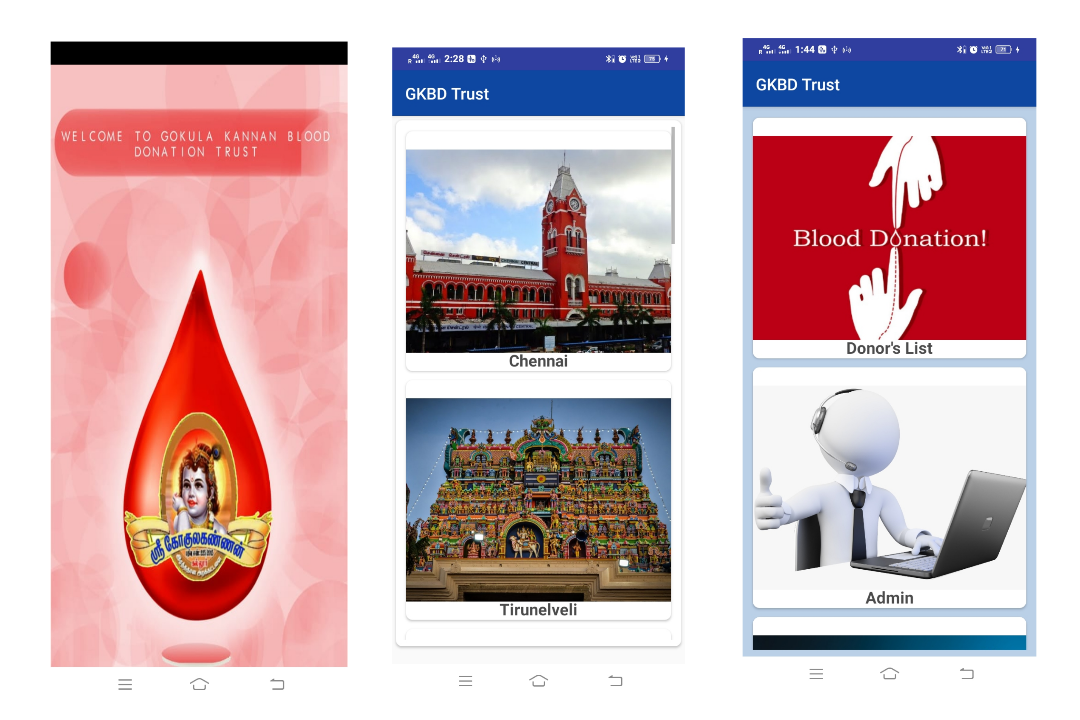 WELCOME TO GOKULA KANNAN BLOOD
DONATION TRUST
ஸ்ரீ கோகுலகண்ணன்
2:28
GKBD Trust
Chennai
Tirunelveli
1:44
GKBD Trust
Blood Donation!
Donor's List
Admin